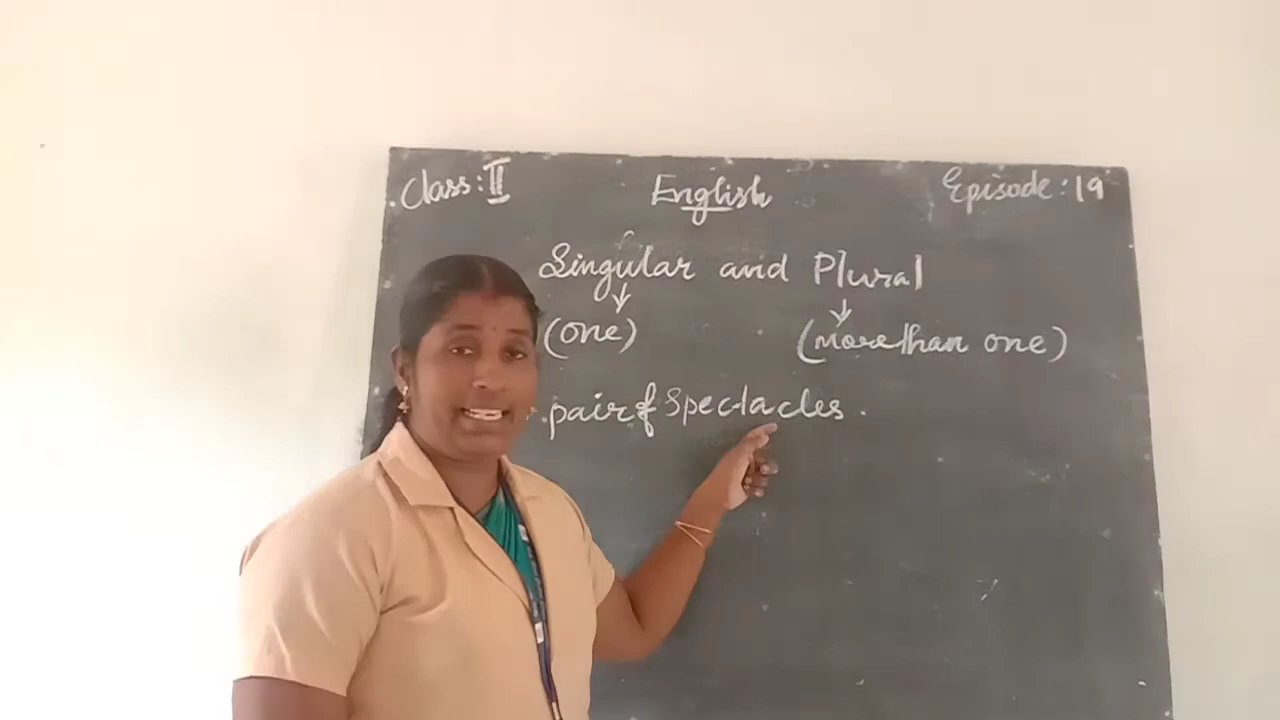 Class: II English Episode: 19
Singular and Plural
(one) (more than one)
pair of Spectacles.